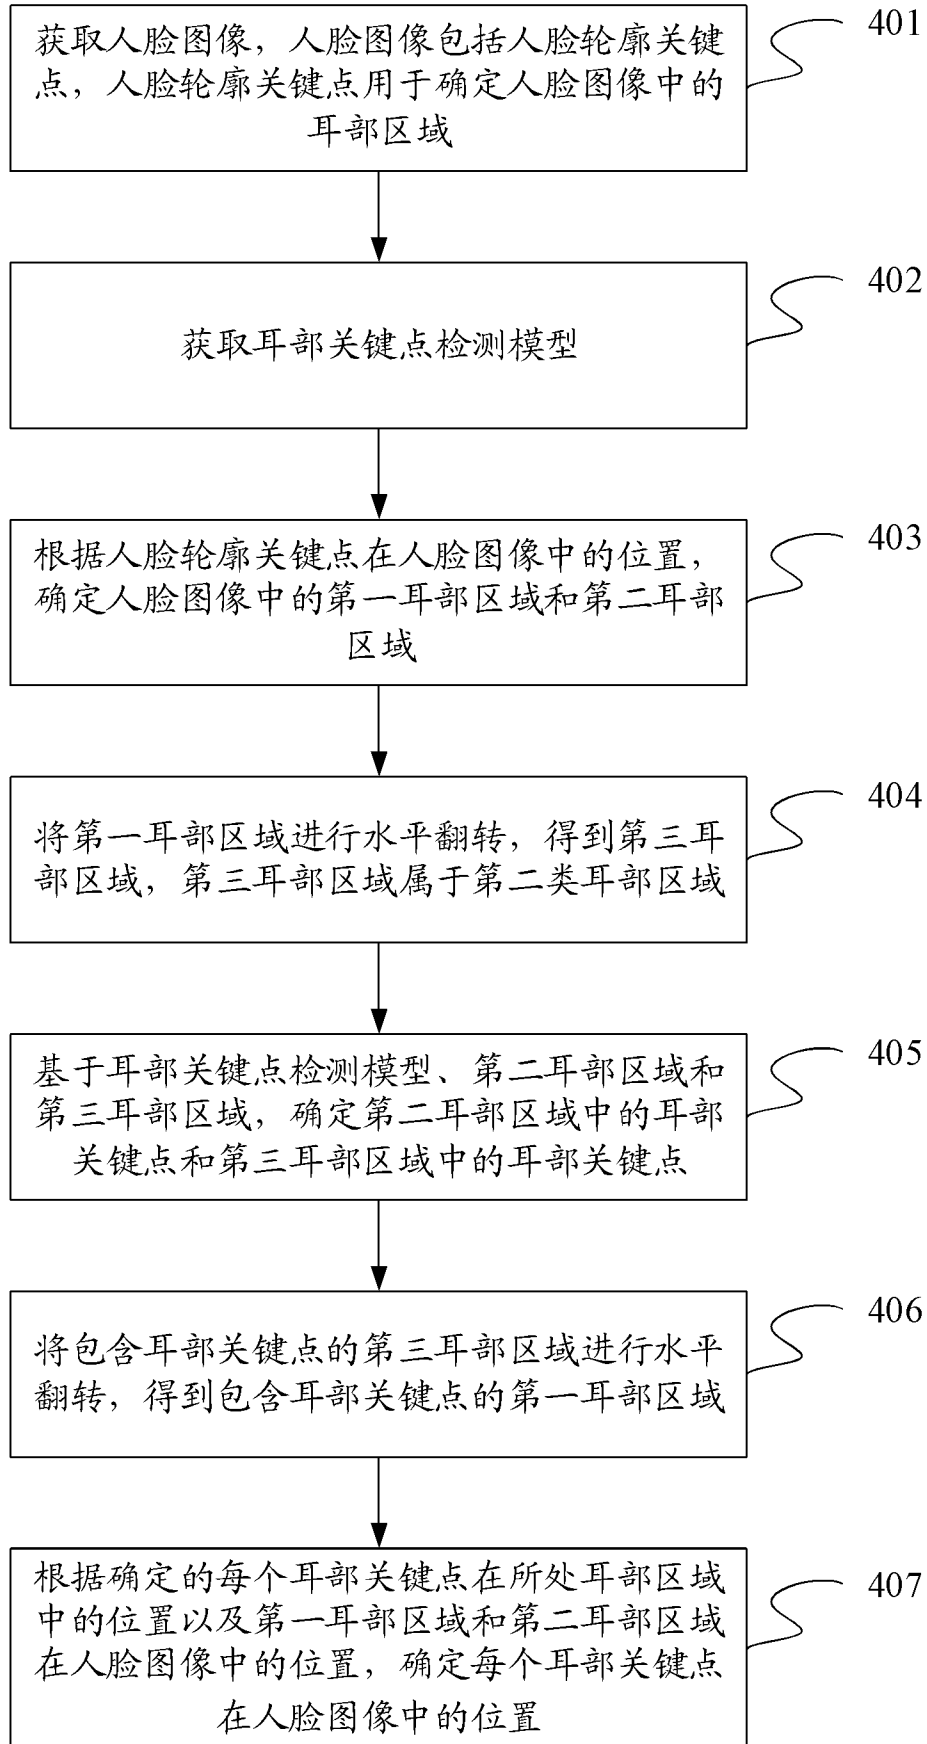 获取人脸图像，人脸图像包括人脸轮廓关键
点，人脸轮廓关键点用于确定人脸图像中的
耳部区域
401
获取耳部关键点检测模型
402
根据人脸轮廓关键点在人脸图像中的位置，
确定人脸图像中的第一耳部区域和第二耳部
区域
403
将第一耳部区域进行水平翻转，得到第三耳
部区域，第三耳部区域属于第二类耳部区域
404
基于耳部关键点检测模型、第二耳部区域和
第三耳部区域，确定第二耳部区域中的耳部
关键点和第三耳部区域中的耳部关键点
405
将包含耳部关键点的第三耳部区域进行水平
翻转，得到包含耳部关键点的第一耳部区域
406
根据确定的每个耳部关键点在所处耳部区域
中的位置以及第一耳部区域和第二耳部区域
在人脸图像中的位置，确定每个耳部关键点
在人脸图像中的位置
407